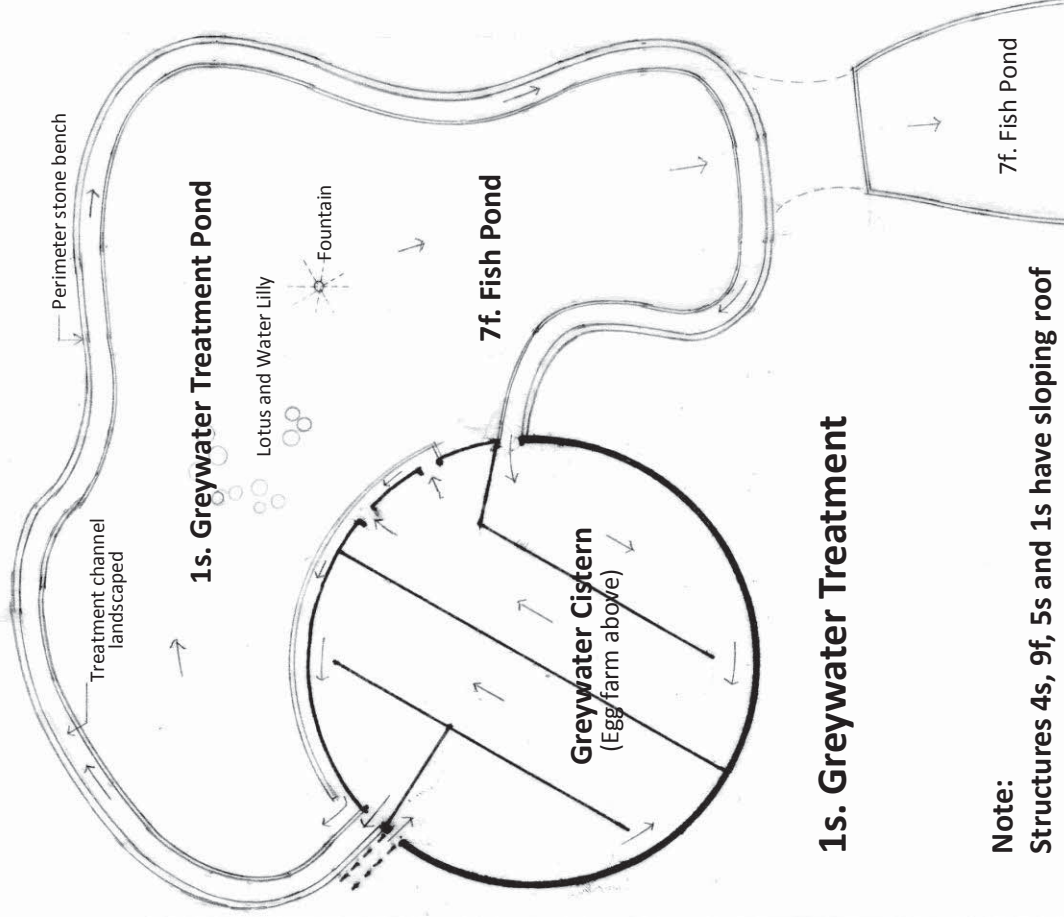 Perimeter stone bench
Treatment channel
landscaped
1s. Greywater Treatment Pond
Lotus and Water Lilly
Fountain
7f. Fish Pond
7f. Fish Pond
Greywater Cistern
(Egg farm above)
1s. Greywater Treatment
Note:
Structures 4s, 9f, 5s and 1s have sloping roof